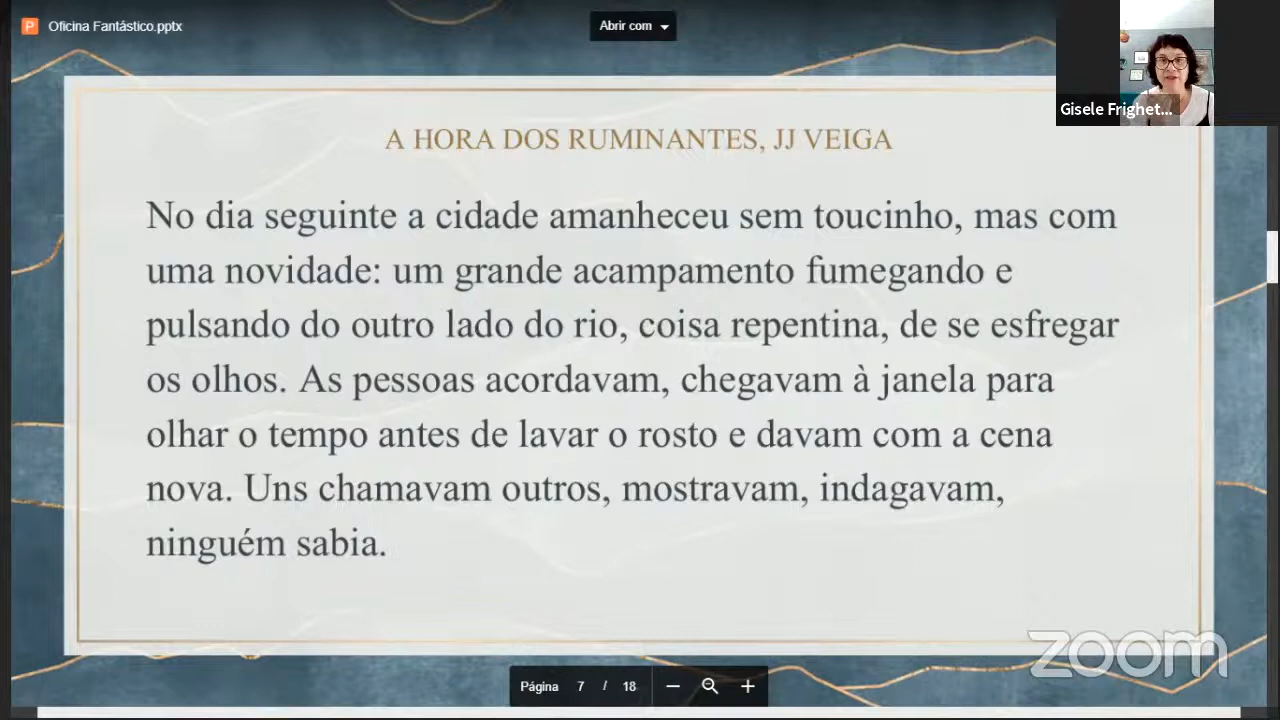 Oficina Fantástico.pptx
Abrir com
Gisele Frighet...
A HORA DOS RUMINANTES, JJ VEIGA
No dia seguinte a cidade amanheceu sem toucinho, mas com
uma novidade: um grande acampamento fumegando e
pulsando do outro lado do rio, coisa repentina, de se esfregar
os olhos. As pessoas acordavam, chegavam à janela para
olhar o tempo antes de lavar o rosto e davam com a cena
nova. Uns chamavam outros, mostravam, indagavam,
ninguém sabia.
zoom
Página 7 / 18